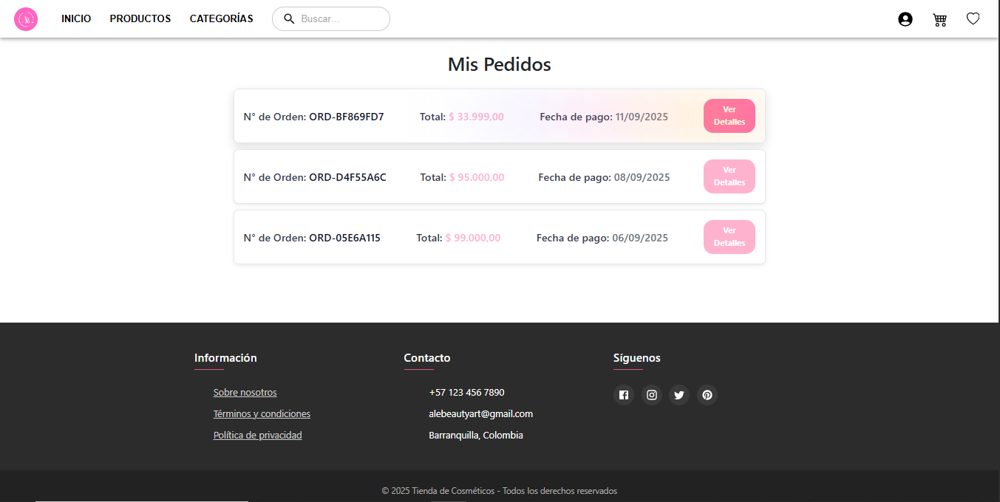 INICIO PRODUCTOS CATEGORÍAS Buscar...
Mis Pedidos
N° de Orden: ORD-BF869FD7 Total: $ 33.999,00 Fecha de pago: 11/09/2025 Ver Detalles
N° de Orden: ORD-D4F55A6C Total: $ 95.000,00 Fecha de pago: 08/09/2025 Ver Detalles
N° de Orden: ORD-05E6A115 Total: $ 99.000,00 Fecha de pago: 06/09/2025 Ver Detalles
Información
Sobre nosotros
Términos y condiciones
Política de privacidad
Contacto
+57 123 456 7890
alebeautyart@gmail.com
Barranquilla, Colombia
Síguenos
© 2025 Tienda de Cosméticos - Todos los derechos reservados